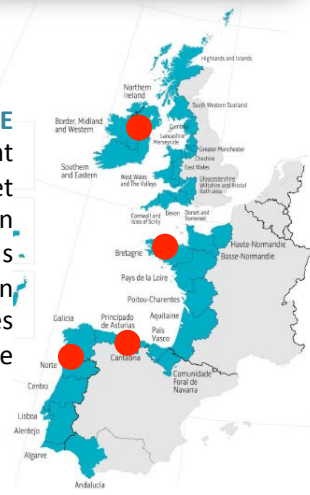 E
nt
et
n
s
n
es
e
Highlands and Islands
Northern
Ireland
South Western Scotland
Border, Midland
and Western
Cumbria
Lancashire
Merseyside
Greater Manchester
Cheshire
East Wales
Southern
and Eastern
West Wales
and The Valleys
Gloucestershire
Wiltshire and Bristol
Bath area
Cornwall and
Isles of Scilly
Devon
Dorset and
Somerset
Haute-Normandie
Basse-Normandie
Bretagne
Pays de la Loire
Poitou-Charentes
Aquitaine
Galicia
Principado
de Asturias
País
Vasco
Cantabria
Comunidad
Foral de
Navarra
Norte
Centro
Lisboa
Alentejo
Algarve
Andalucia